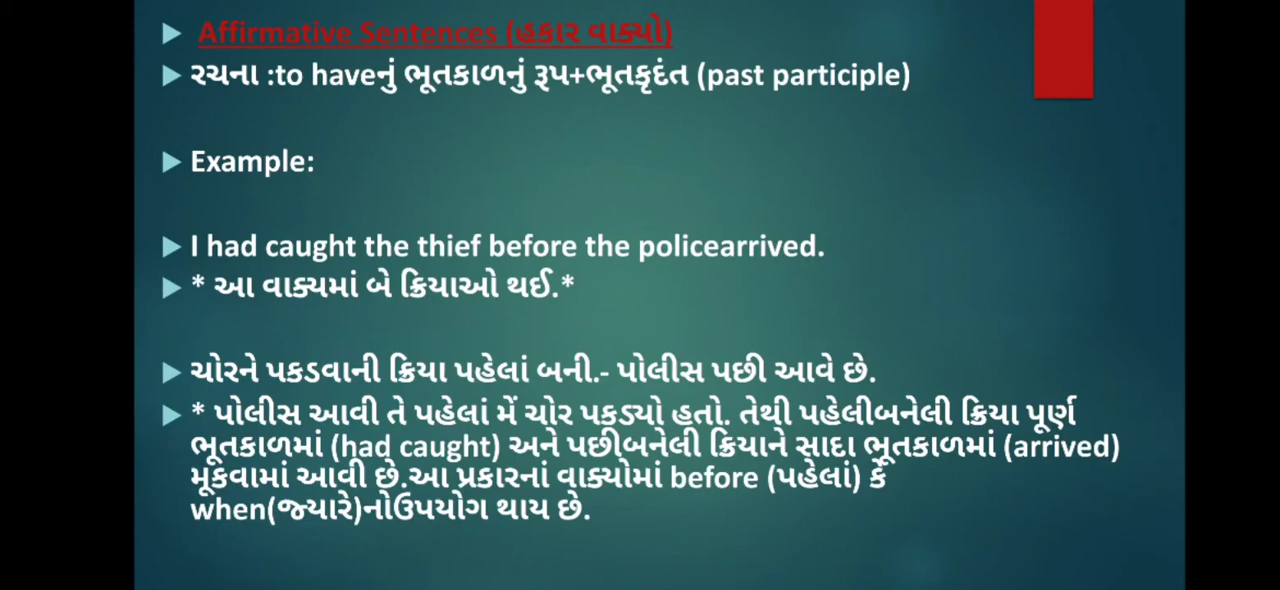 Affirmative Sentences (હકાર વાક્યો)
રચના :to haveનું ભૂતકાળનું રૂપ+ભૂતકૃદંત (past participle)
Example:
I had caught the thief before the policearrived.
* આ વાક્યમાં બે ક્રિયાઓ થઈ.*
ચોરને પકડવાની ક્રિયા પહેલાં બની.- પોલીસ પછી આવે છે.
* પોલીસ આવી તે પહેલાં મેં ચોર પકડ્યો હતો. તેથી પહેલીબનેલી ક્રિયા પૂર્ણ
ભૂતકાળમાં (had caught) અને પછીબનેલી ક્રિયાને સાદા ભૂતકાળમાં (arrived)
મૂકવામાં આવી છે.આ પ્રકારનાં વાક્યોમાં before (પહેલાં) કે
when(જ્યારે)નોઉપયોગ થાય છે.